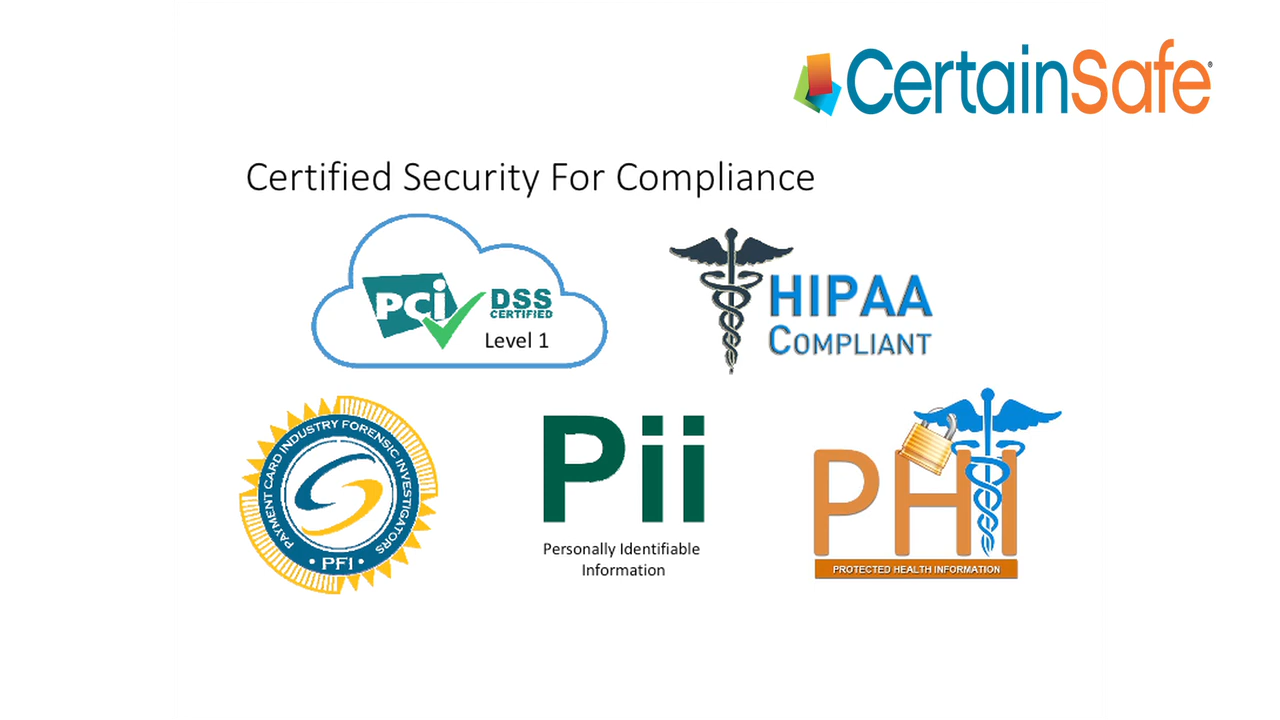 CertainSafe®
Certified Security For Compliance
PCi DSS
CERTIFIED
Level 1
HIPAA
COMPLIANT
PAYMENT CARD INDUSTRY FORENSIC INVESTIGATORS
• PFI •
Pii
Personally Identifiable
Information
PHI
PROTECTED HEALTH INFORMATION